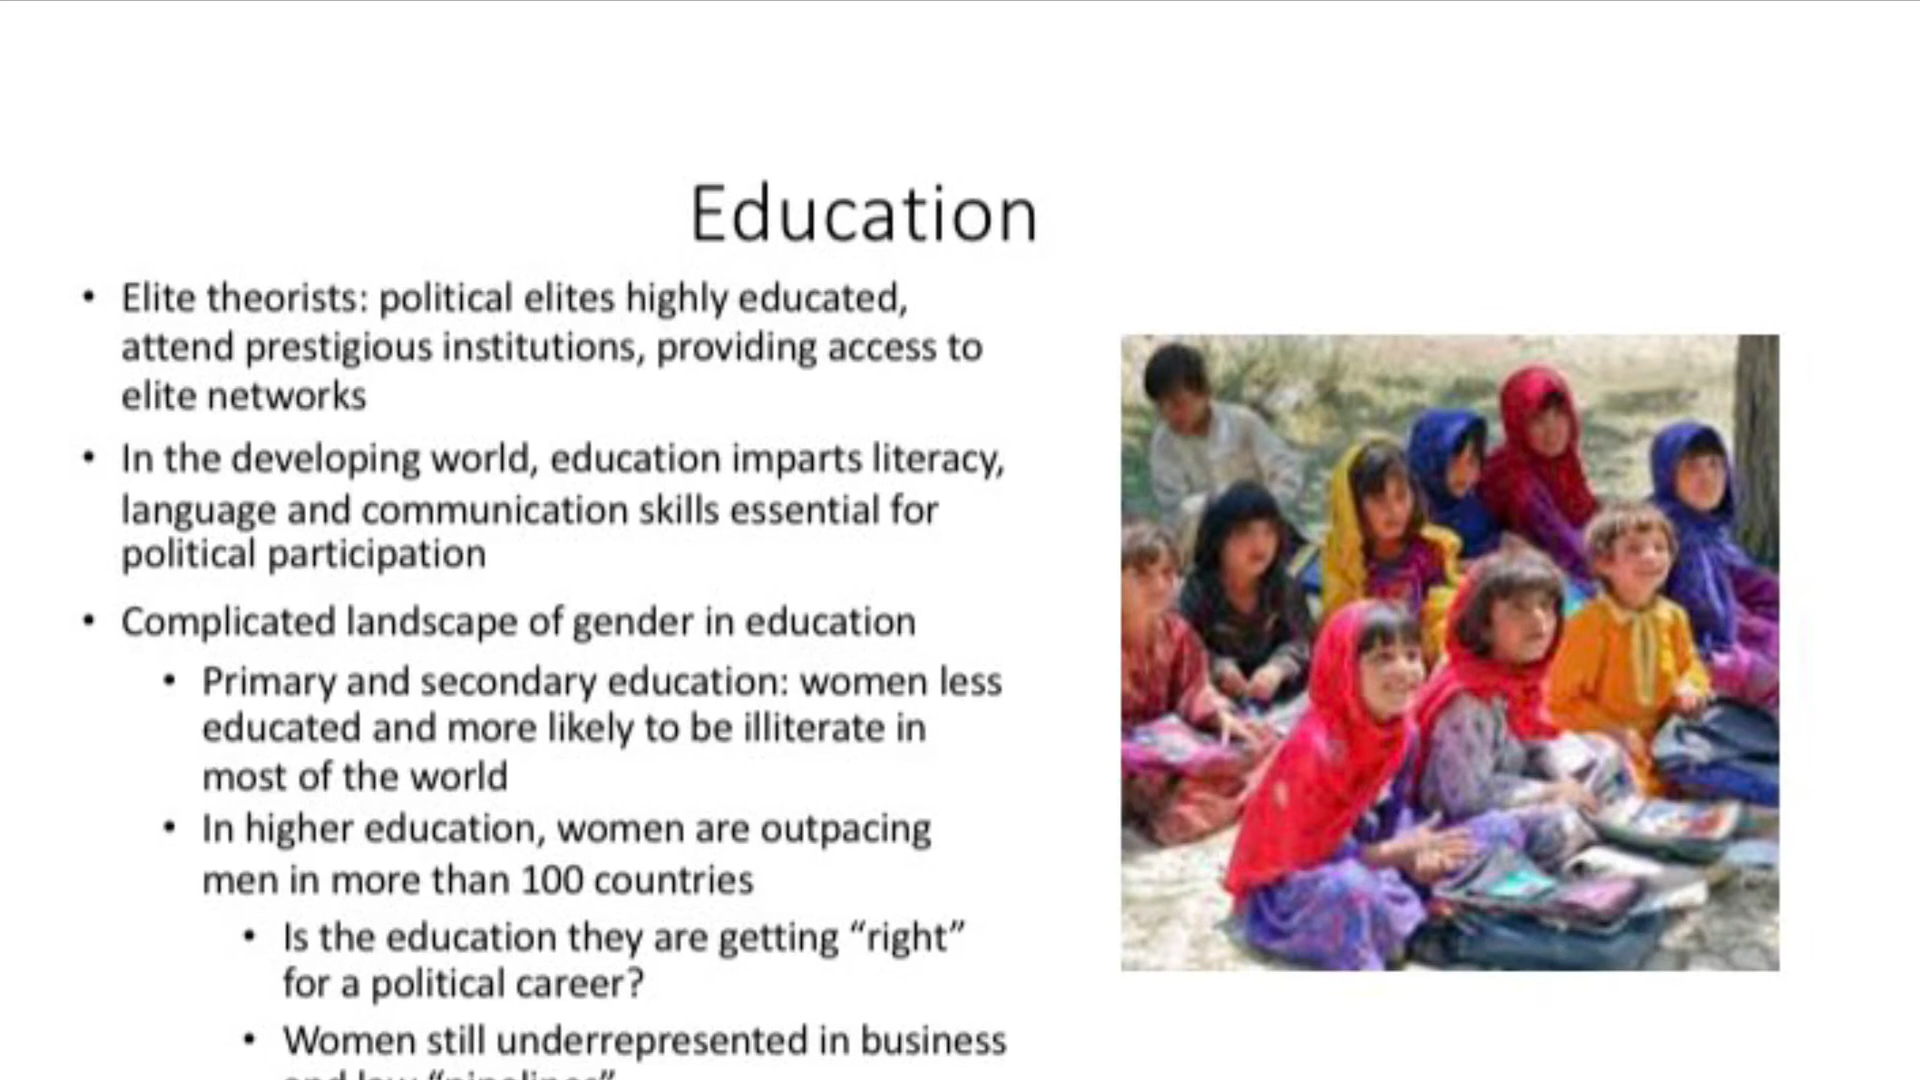 Education
• Elite theorists: political elites highly educated,
attend prestigious institutions, providing access to
elite networks
• In the developing world, education imparts literacy,
language and communication skills essential for
political participation
• Complicated landscape of gender in education
• Primary and secondary education: women less
educated and more likely to be illiterate in
most of the world
• In higher education, women are outpacing
men in more than 100 countries
• Is the education they are getting “right”
for a political career?
• Women still underrepresented in business